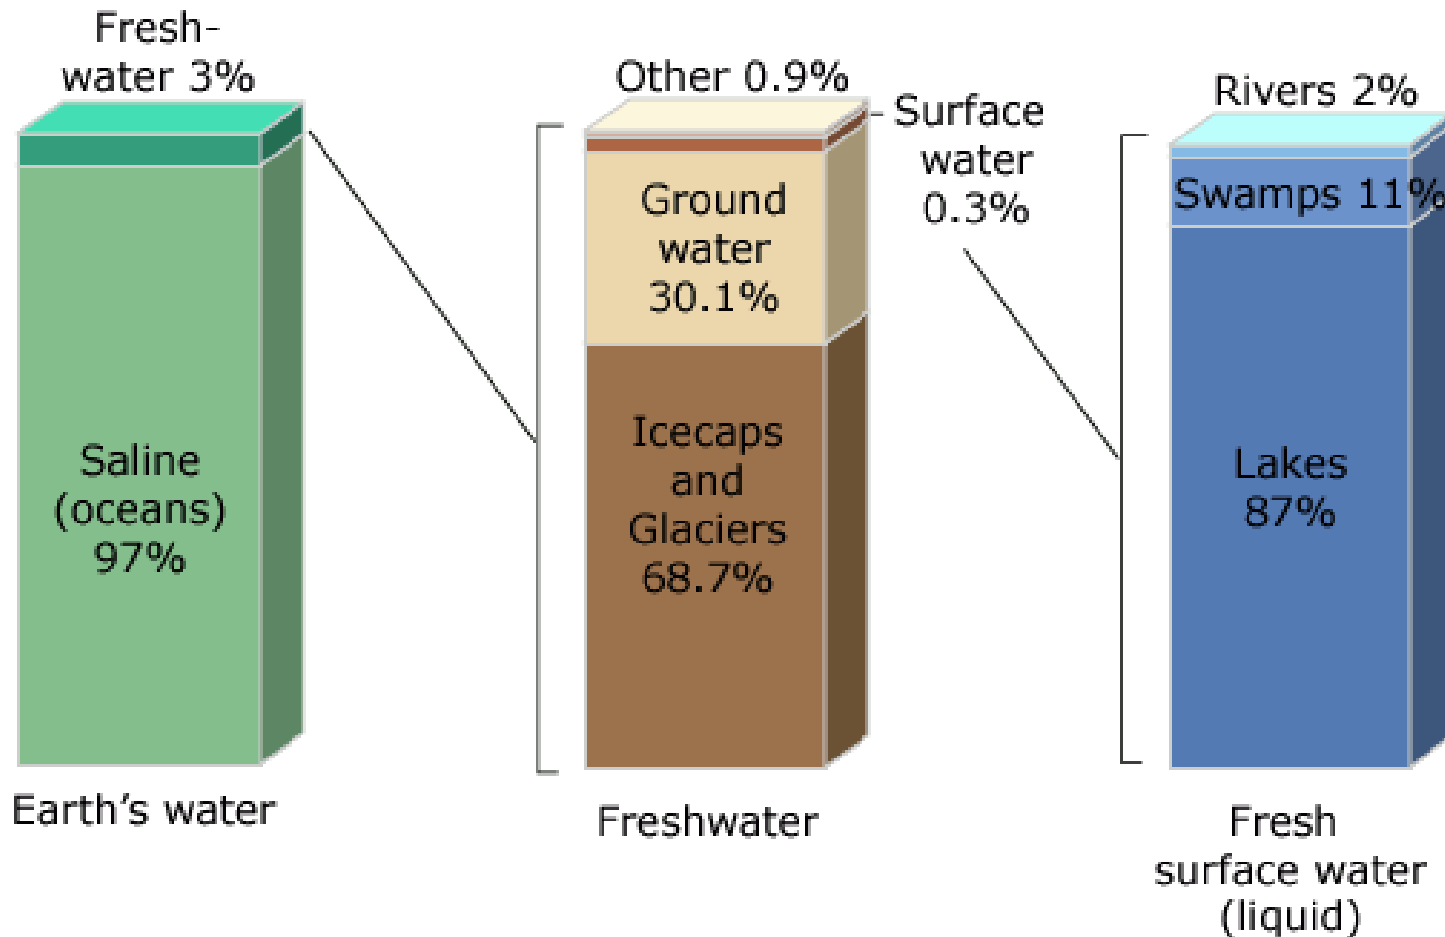 Fresh-
water 3%
Saline
(oceans)
97%
Earth’s water
Other 0.9%
Surface
water
0.3%
Ground
water
30.1%
Icecaps
and
Glaciers
68.7%
Freshwater
Rivers 2%
Swamps 11%
Lakes
87%
Fresh
surface water
(liquid)